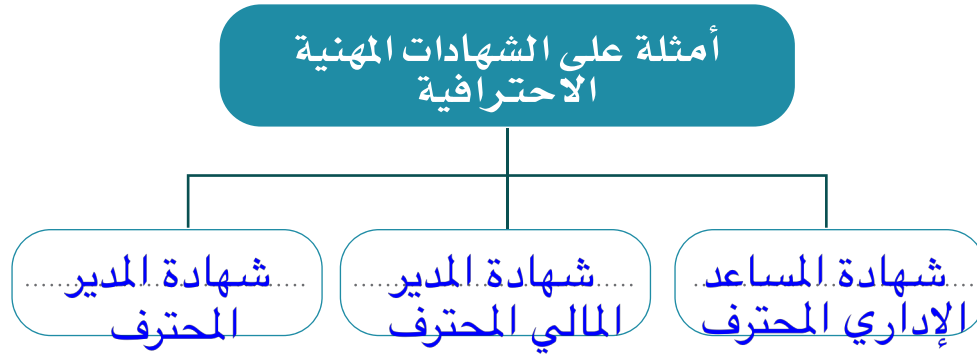 أمثلة على الشهادات المهنية
الاحترافية
شهادة المساعد
الإداري المحترف
شهادة المدير
المالي المحترف
شهادة المدير
المحترف